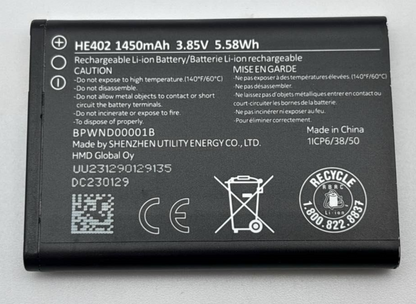 HE402 1450mAh 3.85V 5.58Wh
Rechargeable Li-ion Battery/Batterie Li-ion rechargeable
CAUTION
-Do not expose to high temperature.(140°F/60°C)
-Do not disassemble.
-Do not allow metal objects to contact or short
circuit the battery terminals.
-Do not incinerate or expose to fire.
-To dispose of properly.
MISE EN GARDE
-Ne pas exposer à des températures élevées. (140°F/60°C)
-Ne pas désassembler.
-Ne laissez pas d'objets métalliques entrer en contact ou
court-circuiter les bornes de la batterie.
-Ne pas incinérer ou exposer au feu.
-Pour éliminer correctement.
BPWND00001B
Made by SHENZHEN UTILITY ENERGY CO., LTD.
HMD Global Oy
Made in China
1ICP6/38/50
UU231290129135
DC230129
RECYCLE
RBRC
Li-ion
1.800.822.8837